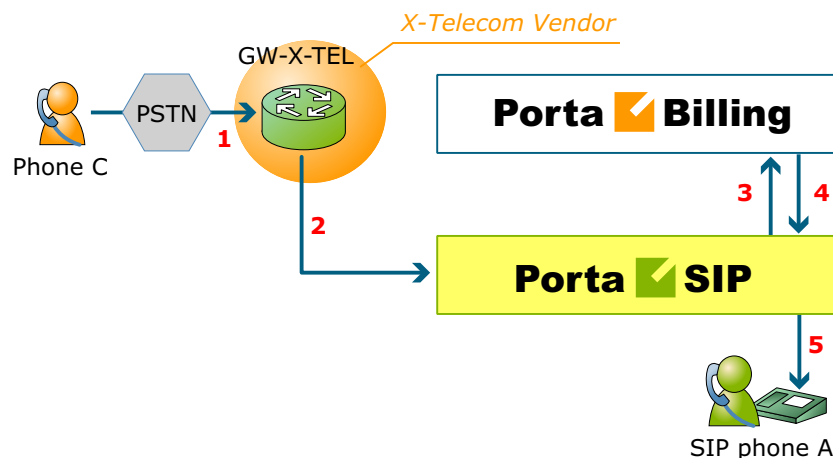 X-Telecom Vendor
GW-X-TEL
PSTN
Phone C
1
2
Porta Billing
3
4
Porta SIP
5
SIP phone A